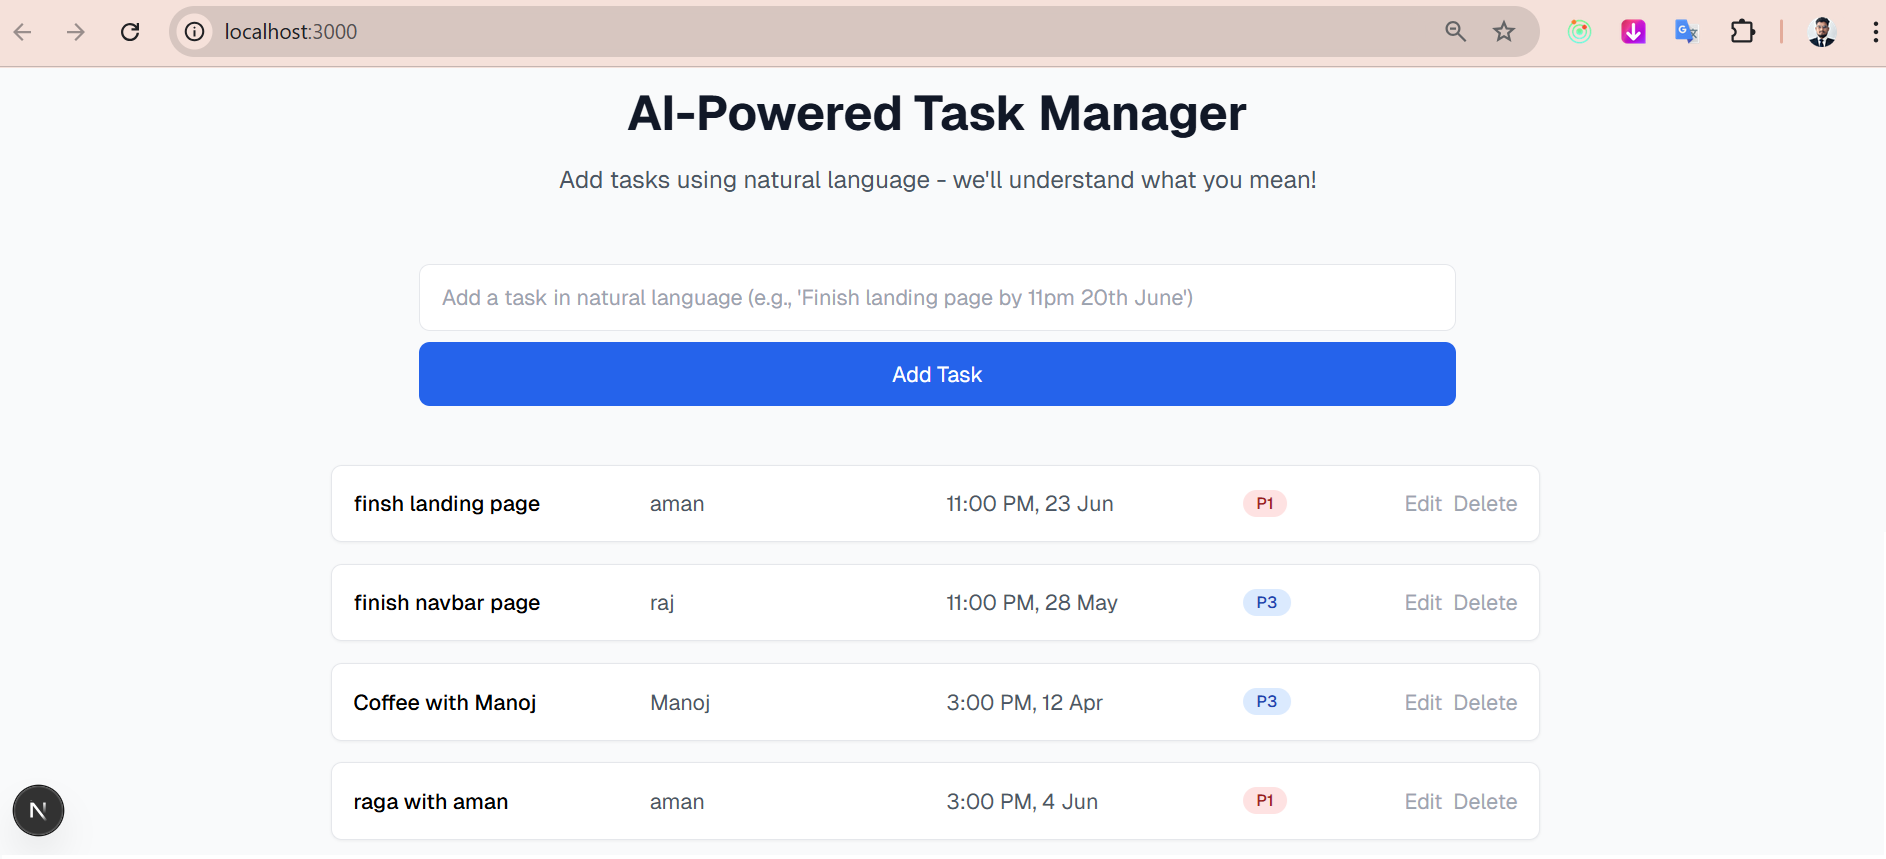 localhost:3000
AI-Powered Task Manager
Add tasks using natural language - we'll understand what you mean!
Add a task in natural language (e.g., 'Finish landing page by 11pm 20th June')
Add Task
finsh landing page aman 11:00 PM, 23 Jun P1 Edit Delete
finish navbar page raj 11:00 PM, 28 May P3 Edit Delete
Coffee with Manoj Manoj 3:00 PM, 12 Apr P3 Edit Delete
raga with aman aman 3:00 PM, 4 Jun P1 Edit Delete
N